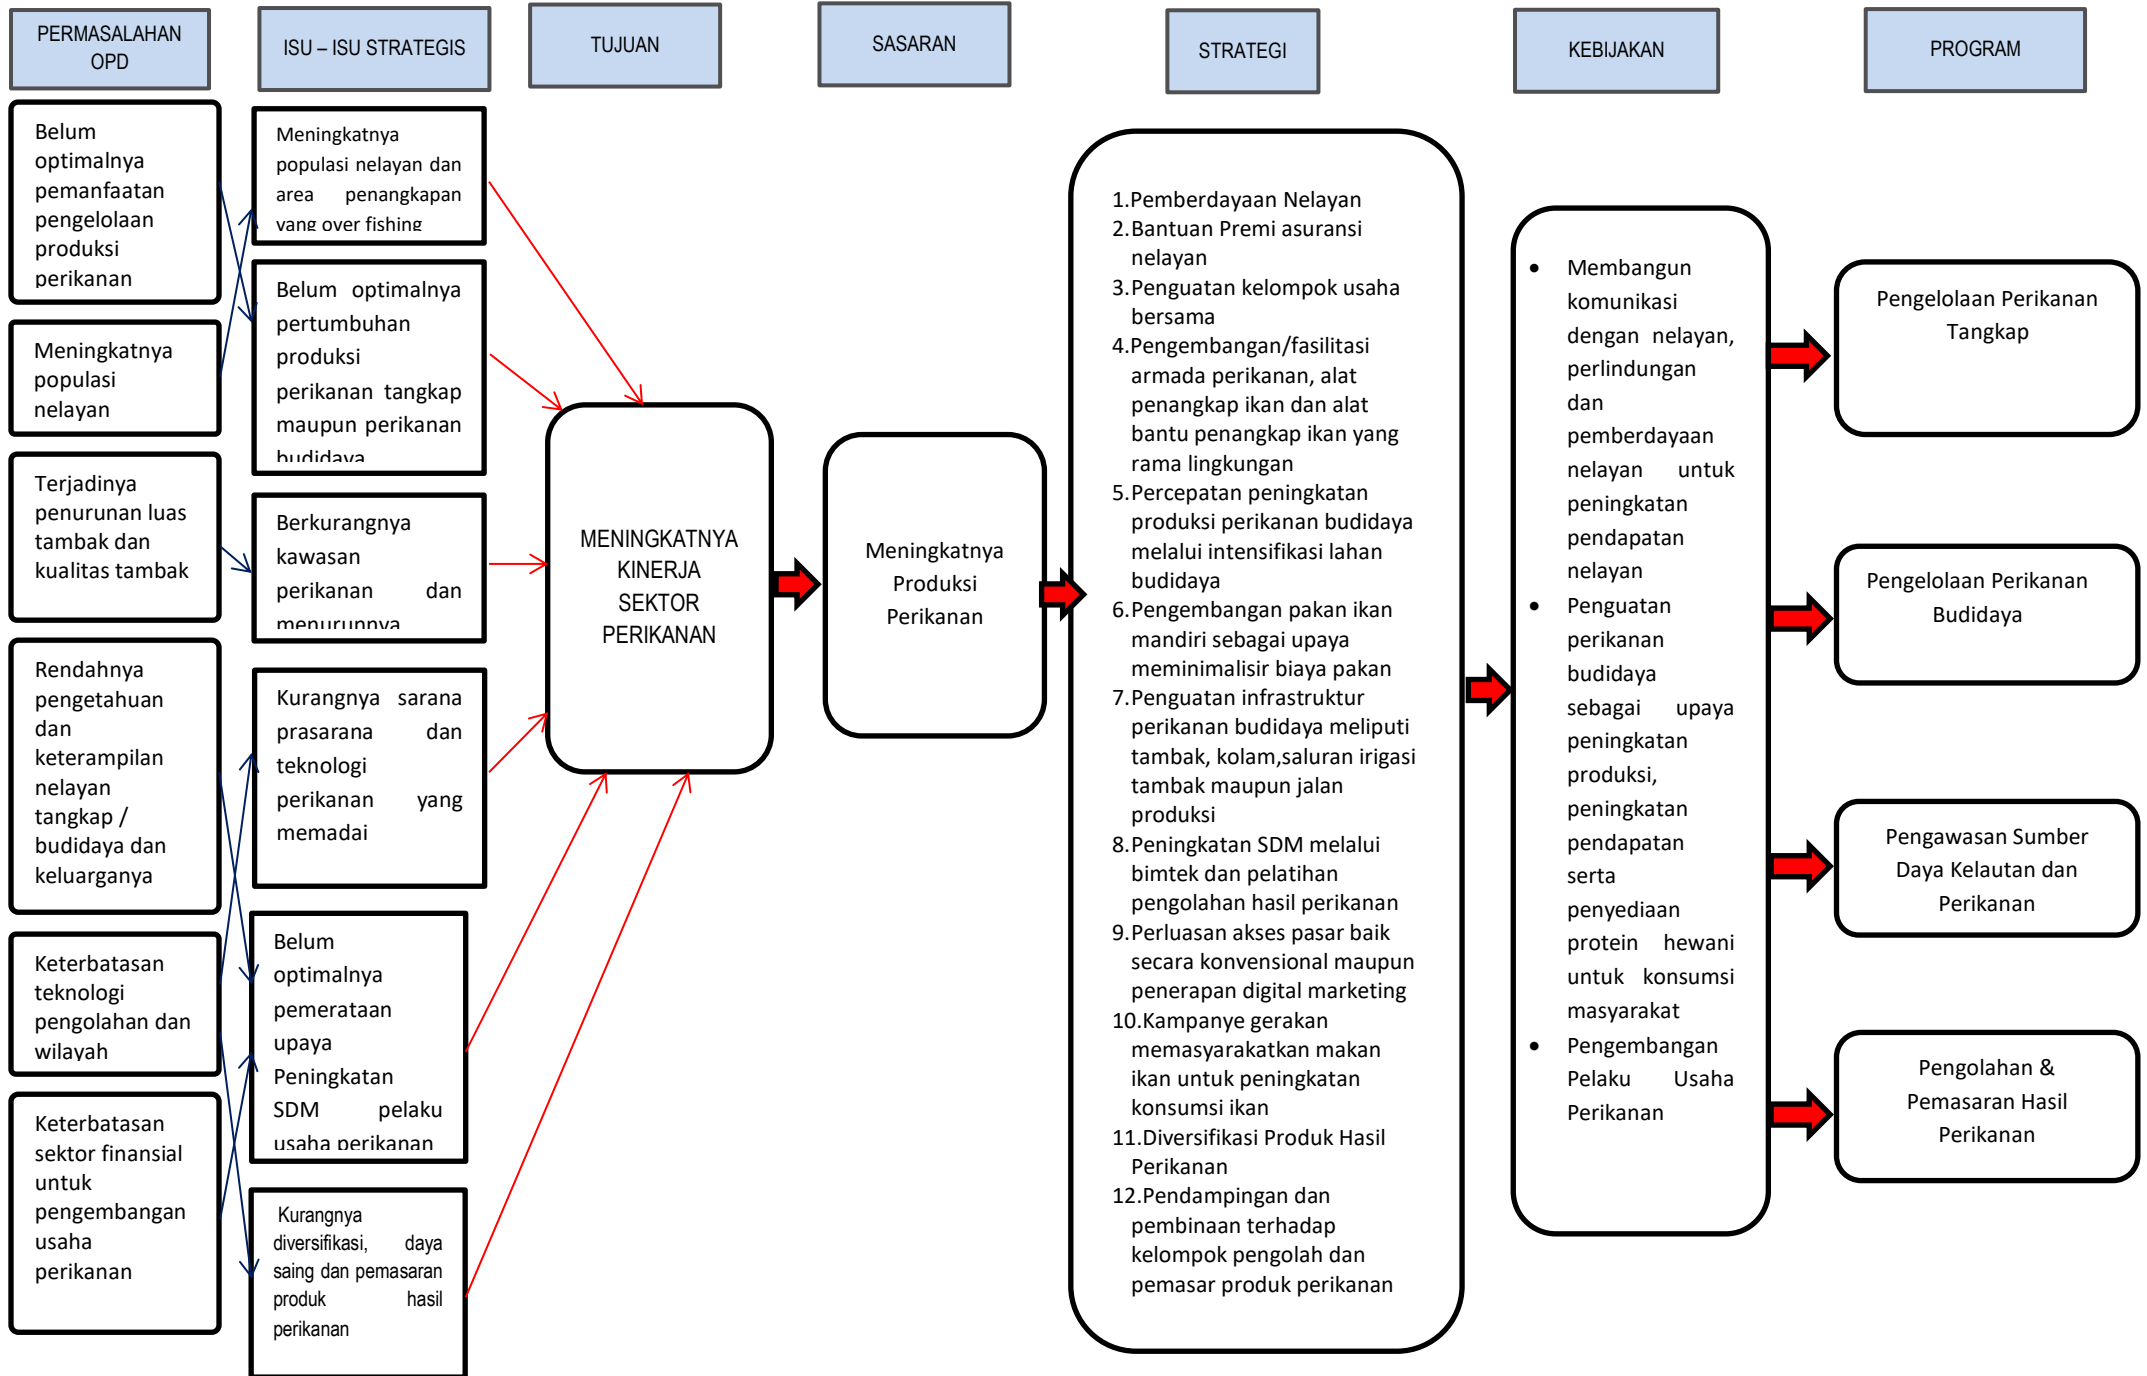 PERMASALAHAN
OPD
ISU – ISU STRATEGIS
TUJUAN
SASARAN
STRATEGI
KEBIJAKAN
PROGRAM
Belum
optimalnya
pemanfaatan
pengelolaan
produksi
perikanan
Meningkatnya
populasi
nelayan
Terjadinya
penurunan luas
tambak dan
kualitas tambak
Rendahnya
pengetahuan
dan
keterampilan
nelayan
tangkap /
budidaya dan
keluarganya
Keterbatasan
teknologi
pengolahan dan
wilayah
Keterbatasan
sektor finansial
untuk
pengembangan
usaha
perikanan
Meningkatnya
populasi nelayan dan
area penangkapan
yang over fishing
Belum optimalnya
pertumbuhan
produksi
perikanan tangkap
maupun perikanan
budidaya
Berkurangnya
kawasan
perikanan dan
menurunnya
Kurangnya sarana
prasarana dan
teknologi
perikanan yang
memadai
Belum
optimalnya
pemerataan
upaya
Peningkatan
SDM pelaku
usaha perikanan
Kurangnya
diversifikasi, daya
saing dan pemasaran
produk hasil
perikanan
MENINGKATNYA
KINERJA
SEKTOR
PERIKANAN
Meningkatnya
Produksi
Perikanan
1.Pemberdayaan Nelayan
2.Bantuan Premi asuransi
nelayan
3.Penguatan kelompok usaha
bersama
4.Pengembangan/fasilitasi
armada perikanan, alat
penangkap ikan dan alat
bantu penangkap ikan yang
rama lingkungan
5.Percepatan peningkatan
produksi perikanan budidaya
melalui intensifikasi lahan
budidaya
6.Pengembangan pakan ikan
mandiri sebagai upaya
meminimalisir biaya pakan
7.Penguatan infrastruktur
perikanan budidaya meliputi
tambak, kolam,saluran irigasi
tambak maupun jalan
produksi
8.Peningkatan SDM melalui
bimtek dan pelatihan
pengolahan hasil perikanan
9.Perluasan akses pasar baik
secara konvensional maupun
penerapan digital marketing
10.Kampanye gerakan
memasyarakatkan makan
ikan untuk peningkatan
konsumsi ikan
11.Diversifikasi Produk Hasil
Perikanan
12.Pendampingan dan
pembinaan terhadap
kelompok pengolah dan
pemasar produk perikanan
• Membangun
komunikasi
dengan nelayan,
perlindungan
dan
pemberdayaan
nelayan untuk
peningkatan
pendapatan
nelayan
• Penguatan
perikanan
budidaya
sebagai upaya
peningkatan
produksi,
peningkatan
pendapatan
serta
penyediaan
protein hewani
untuk konsumsi
masyarakat
• Pengembangan
Pelaku Usaha
Perikanan
Pengelolaan Perikanan
Tangkap
Pengelolaan Perikanan
Budidaya
Pengawasan Sumber
Daya Kelautan dan
Perikanan
Pengolahan &
Pemasaran Hasil
Perikanan